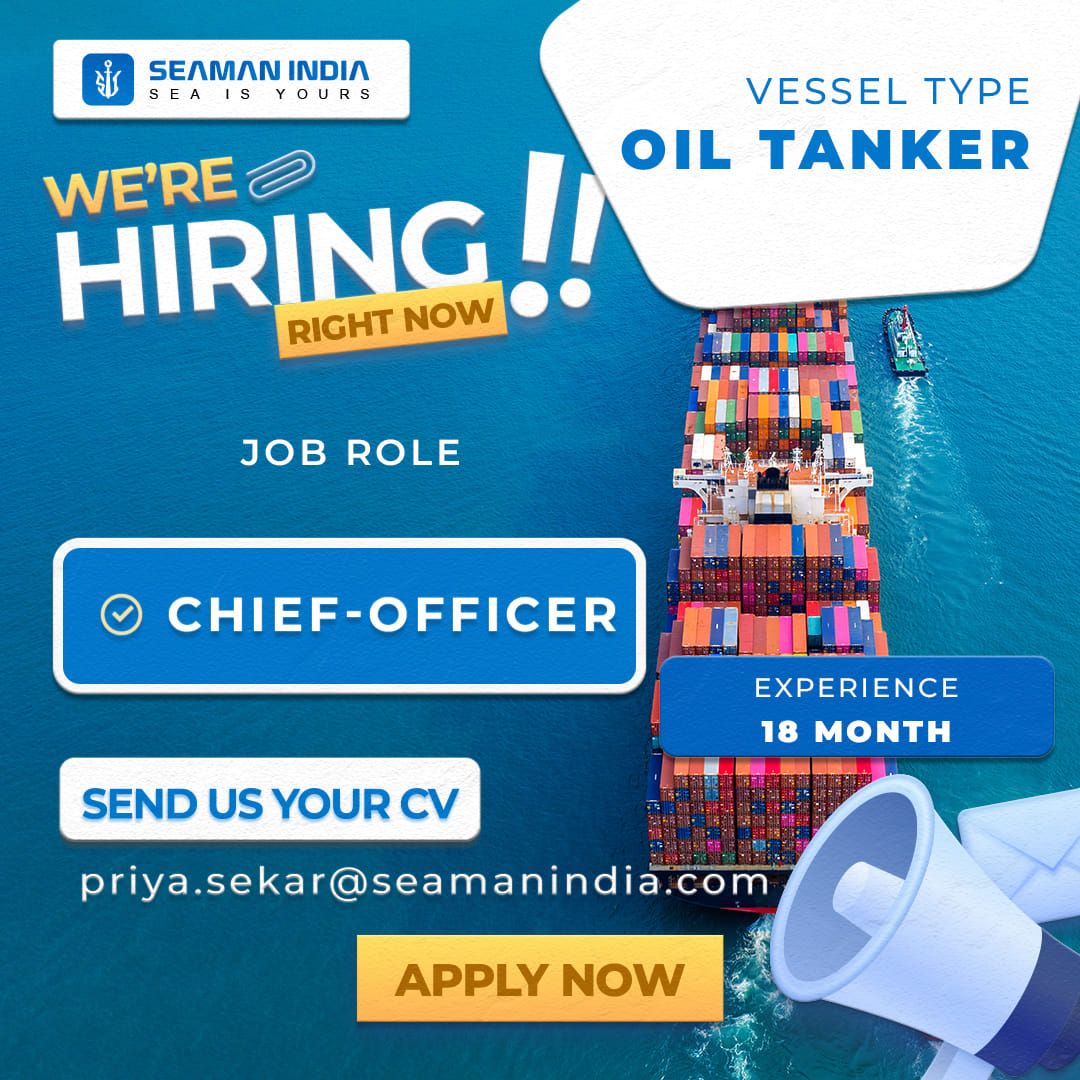 SEAMAN INDIA
SEA IS YOURS
VESSEL TYPE
OIL TANKER
WE'RE
HIRING!!
RIGHT NOW
JOB ROLE
CHIEF-OFFICER
EXPERIENCE
18 MONTH
SEND US YOUR CV
priya.sekar@seamanindia.com
APPLY NOW